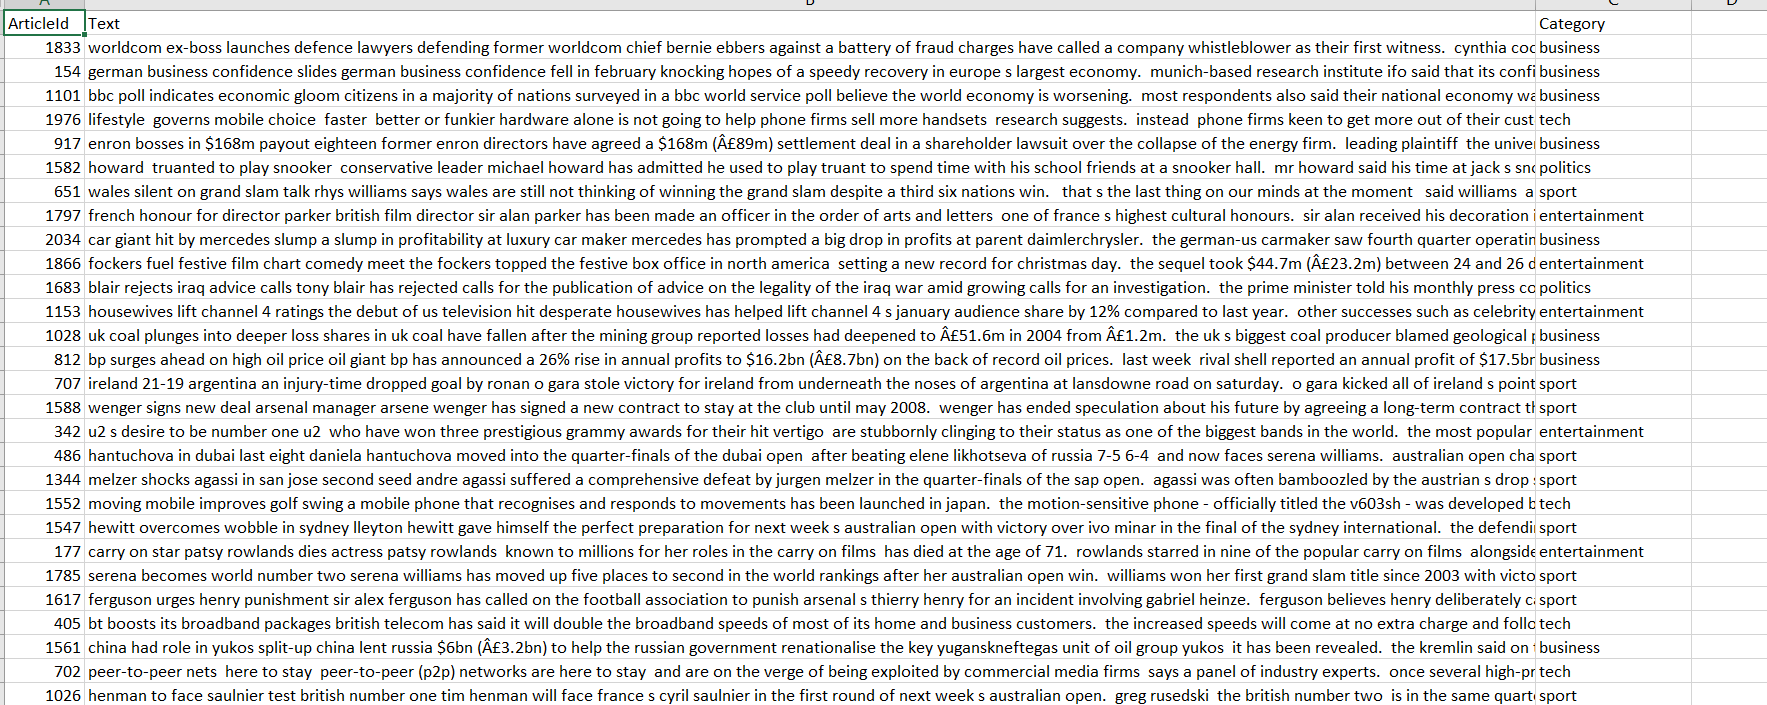 A B C D
ArticleId Text Category
1833 worldcom ex-boss launches defence lawyers defending former worldcom chief bernie ebbers against a battery of fraud charges have called a company whistleblower as their first witness.  cynthia coo business
154 german business confidence slides german business confidence fell in february knocking hopes of a speedy recovery in europe s largest economy.  munich-based research institute ifo said that its confi business
1101 bbc poll indicates economic gloom citizens in a majority of nations surveyed in a bbc world service poll believe the world economy is worsening.  most respondents also said their national economy wa business
1976 lifestyle  governs mobile choice  faster  better or funkier hardware alone is not going to help phone firms sell more handsets  research suggests.  instead  phone firms keen to get more out of their cust tech
917 enron bosses in $168m payout eighteen former enron directors have agreed a $168m (Â£89m) settlement deal in a shareholder lawsuit over the collapse of the energy firm.  leading plaintiff  the univer business
1582 howard  truanted to play snooker  conservative leader michael howard has admitted he used to play truant to spend time with his school friends at a snooker hall.  mr howard said his time at jack s sno politics
651 wales silent on grand slam talk rhys williams says wales are still not thinking of winning the grand slam despite a third six nations win.   that s the last thing on our minds at the moment   said williams  a sport
1797 french honour for director parker british film director sir alan parker has been made an officer in the order of arts and letters  one of france s highest cultural honours.  sir alan received his decoration i entertainment
2034 car giant hit by mercedes slump a slump in profitability at luxury car maker mercedes has prompted a big drop in profits at parent daimlerchrysler.  the german-us carmaker saw fourth quarter operatin business
1866 fockers fuel festive film chart comedy meet the fockers topped the festive box office in north america  setting a new record for christmas day.  the sequel took $44.7m (Â£23.2m) between 24 and 26 d entertainment
1683 blair rejects iraq advice calls tony blair has rejected calls for the publication of advice on the legality of the iraq war amid growing calls for an investigation.  the prime minister told his monthly press co politics
1153 housewives lift channel 4 ratings the debut of us television hit desperate housewives has helped lift channel 4 s january audience share by 12% compared to last year.  other successes such as celebrity entertainment
1028 uk coal plunges into deeper loss shares in uk coal have fallen after the mining group reported losses had deepened to Â£51.6m in 2004 from Â£1.2m.  the uk s biggest coal producer blamed geological business
812 bp surges ahead on high oil price oil giant bp has announced a 26% rise in annual profits to $16.2bn (Â£8.7bn) on the back of record oil prices.  last week  rival shell reported an annual profit of $17.5bn business
707 ireland 21-19 argentina an injury-time dropped goal by ronan o gara stole victory for ireland from underneath the noses of argentina at lansdowne road on saturday.  o gara kicked all of ireland s point sport
1588 wenger signs new deal arsenal manager arsene wenger has signed a new contract to stay at the club until may 2008.  wenger has ended speculation about his future by agreeing a long-term contract th sport
342 u2 s desire to be number one u2  who have won three prestigious grammy awards for their hit vertigo  are stubbornly clinging to their status as one of the biggest bands in the world.  the most popular entertainment
486 hantuchova in dubai last eight daniela hantuchova moved into the quarter-finals of the dubai open  after beating elene likhotseva of russia 7-5 6-4  and now faces serena williams.  australian open cha sport
1344 melzer shocks agassi in san jose second seed andre agassi suffered a comprehensive defeat by jurgen melzer in the quarter-finals of the sap open.  agassi was often bamboozled by the austrian s drop sport
1552 moving mobile improves golf swing a mobile phone that recognises and responds to movements has been launched in japan.  the motion-sensitive phone - officially titled the v603sh - was developed b tech
1547 hewitt overcomes wobble in sydney lleyton hewitt gave himself the perfect preparation for next week s australian open with victory over ivo minar in the final of the sydney international.  the defendi sport
177 carry on star patsy rowlands dies actress patsy rowlands  known to millions for her roles in the carry on films  has died at the age of 71.  rowlands starred in nine of the popular carry on films  alongside entertainment
1785 serena becomes world number two serena williams has moved up five places to second in the world rankings after her australian open win.  williams won her first grand slam title since 2003 with victo sport
1617 ferguson urges henry punishment sir alex ferguson has called on the football association to punish arsenal s thierry henry for an incident involving gabriel heinze.  ferguson believes henry deliberately c sport
405 bt boosts its broadband packages british telecom has said it will double the broadband speeds of most of its home and business customers.  the increased speeds will come at no extra charge and follo tech
1561 china had role in yukos split-up china lent russia $6bn (Â£3.2bn) to help the russian government renationalise the key yuganskneftegas unit of oil group yukos  it has been revealed.  the kremlin said on business
702 peer-to-peer nets  here to stay  peer-to-peer (p2p) networks are here to stay  and are on the verge of being exploited by commercial media firms  says a panel of industry experts.  once several high-pr tech
1026 henman to face saulnier test british number one tim henman will face france s cyril saulnier in the first round of next week s australian open.  greg rusedski  the british number two  is in the same quart sport